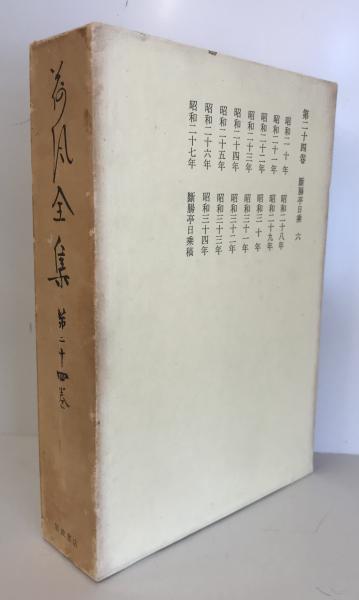 荷風全集 第二十四巻
岩波書店
第二十四巻 斷腸亭日乘 六
昭和二十年
昭和二十一年
昭和二十二年
昭和二十三年
昭和二十四年
昭和二十五年
昭和二十六年
昭和二十七年
昭和二十八年
昭和二十九年
昭和三十年
昭和三十一年
昭和三十二年
昭和三十三年
昭和三十四年
斷腸亭日乘稿